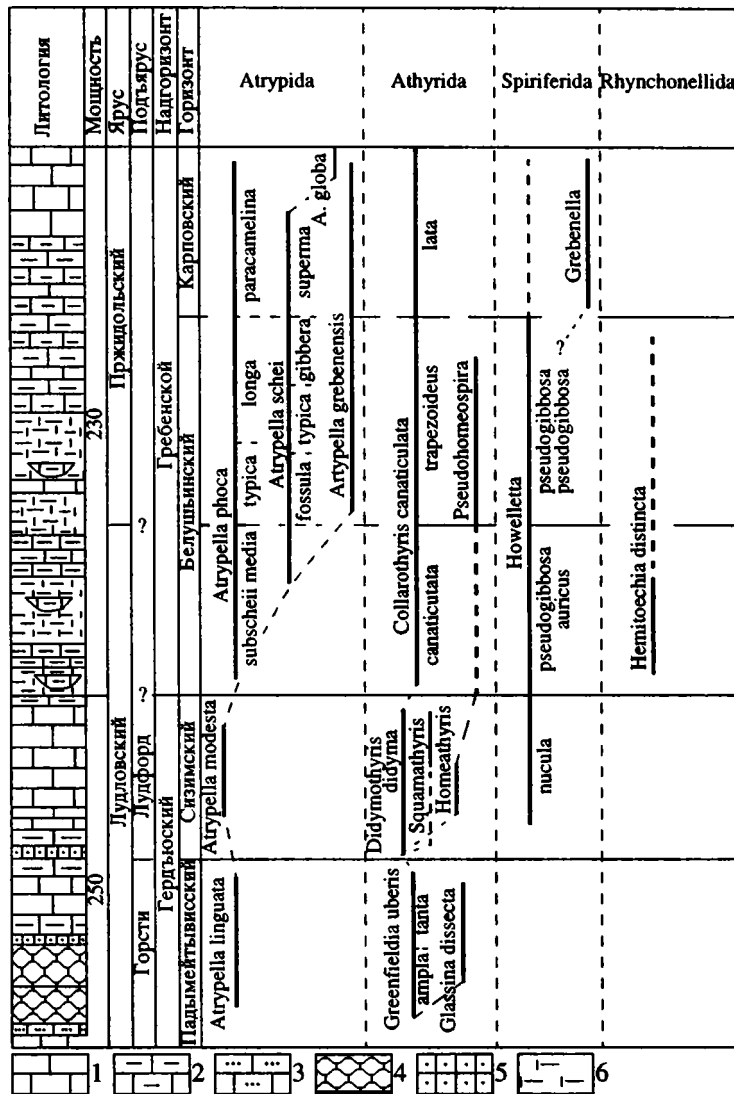 Литология
Мощность
Ярус
Подъярус
Надгоризонт
Горизонт
Atrypida
Athyrida
Spiriferida
Rhynchonellida
230
250
Пржидольский
Лудловский
?
?
Лудфорд
Горсти
Гребенской
Гердъюский
Карповский
Белушьинский
Сизимский
Падымейтывисский
Atrypella phoca
subscheii media typica longa paracamelina
Atrypella schei
fossula typica gibbera superma
A. globa
Artypella grebenensis
Atrypella modesta
Atrypella linguata
Collarothyris canaticulata
canaticutata trapezoideus lata
Pseudohomeospira
Didymothyris
didyma
Squamathyris
Homeathyris
Greenfieldia uberis
ampla tanta
Glassina dissecta
Howelletta
nucula
pseudogibbosa
auricus
pseudogibbosa
pseudogibbosa
?
Grebenella
Hemitoechia distincta
1 2 3 4 5 6